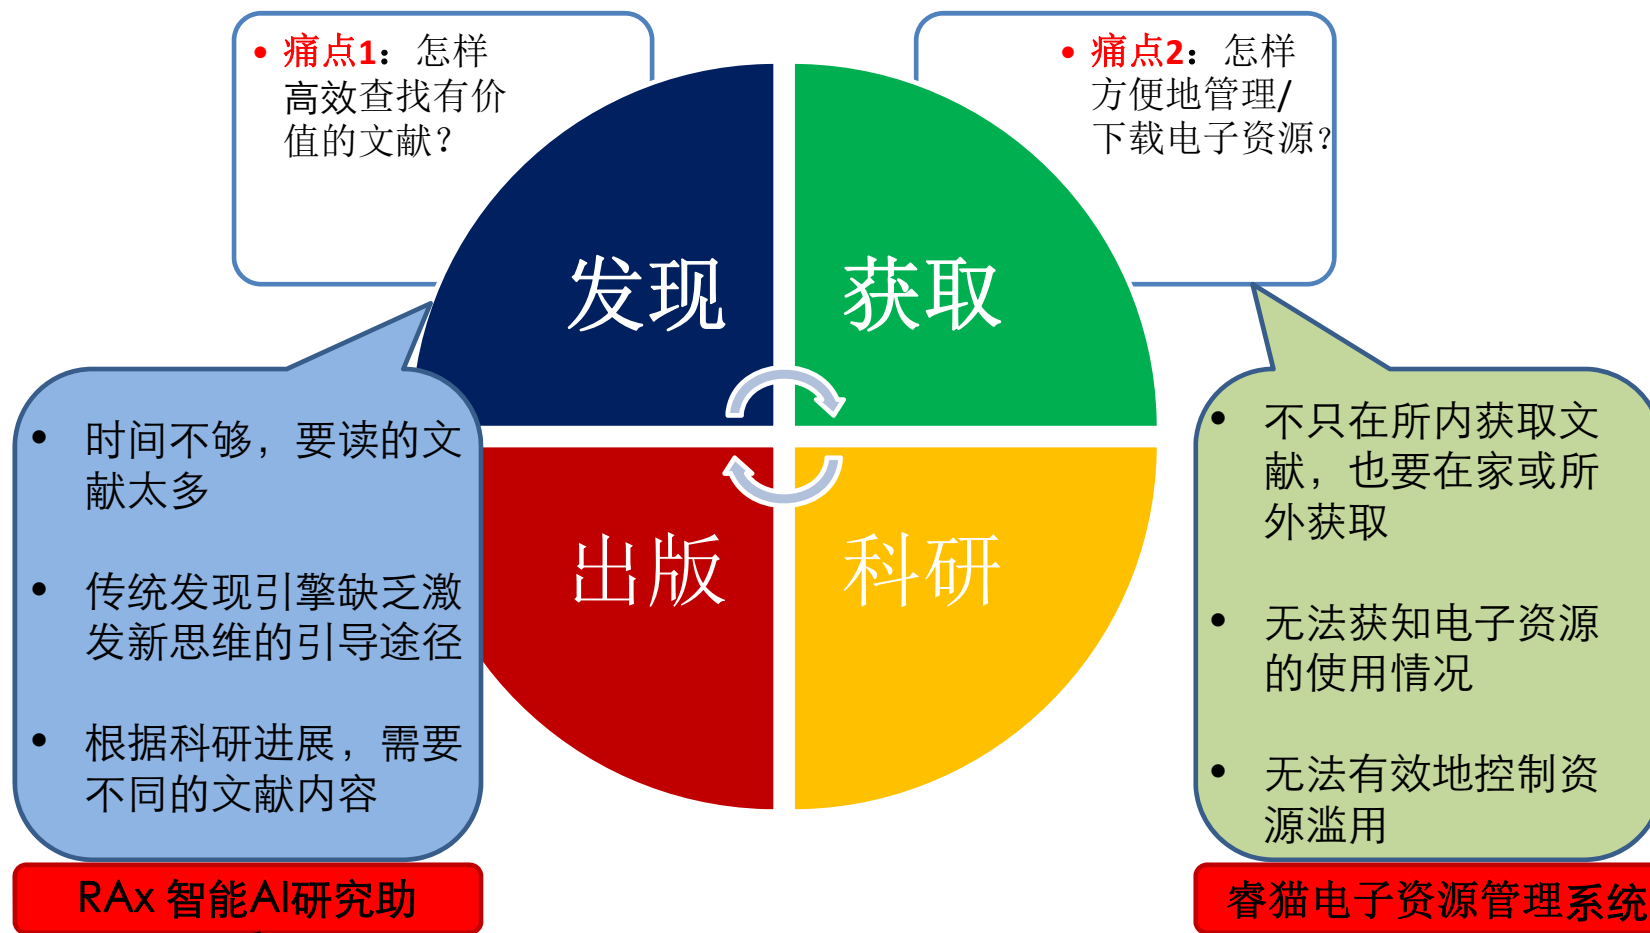 • 痛点1：怎样
高效查找有价
值的文献？
• 痛点2：怎样
方便地管理/
下载电子资源？
发现
获取
出版
科研
• 时间不够，要读的文
献太多
• 传统发现引擎缺乏激
发新思维的引导途径
• 根据科研进展，需要
不同的文献内容
RAx 智能AI研究助
• 不只在所内获取文
献，也要在家或所
外获取
• 无法获知电子资源
的使用情况
• 无法有效地控制资
源滥用
睿猫电子资源管理系统